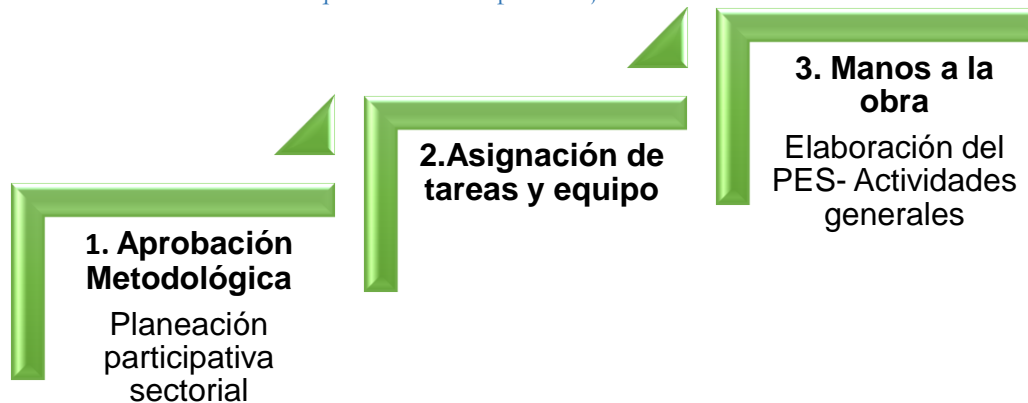 1. Aprobación
Metodológica
Planeación
participativa
sectorial
2.Asignación de
tareas y equipo
3. Manos a la
obra
Elaboración del
PES- Actividades
generales